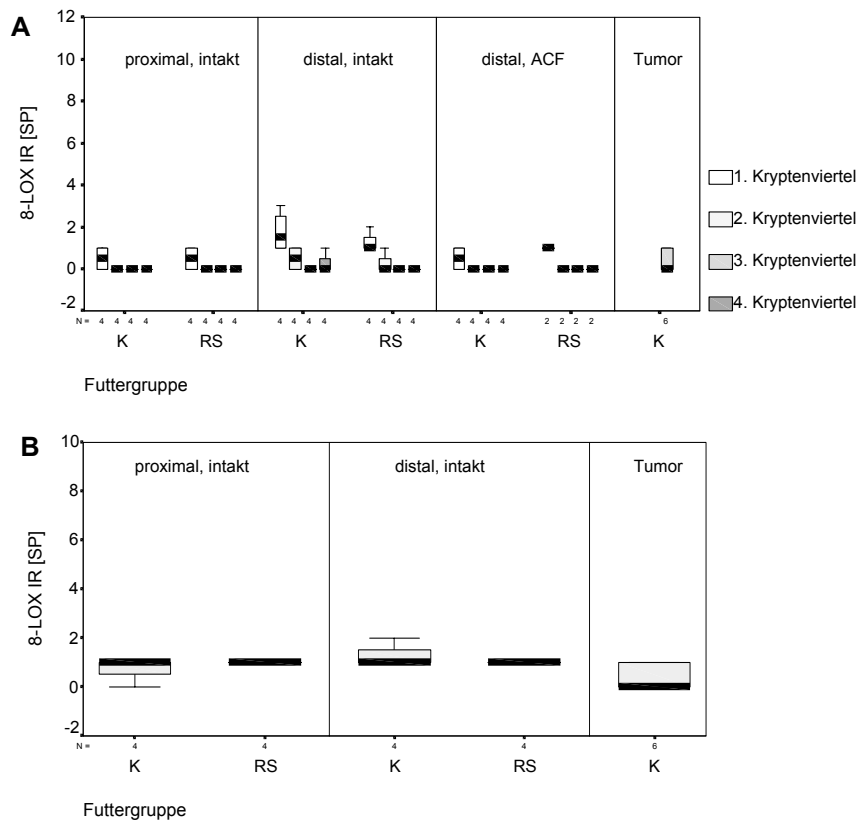 A
12
10
8
6
4
2
0
-2
8-LOX IR [SP]
proximal, intakt
distal, intakt
distal, ACF
Tumor
1. Kryptenviertel
2. Kryptenviertel
3. Kryptenviertel
4. Kryptenviertel
N = 4 4 4 4 4 4 4 4 4 4 4 4 4 4 4 4 4 4 4 4 2 2 2 2 6
K RS K RS K RS K
Futtergruppe
B
10
8
6
4
2
0
-2
8-LOX IR [SP]
proximal, intakt
distal, intakt
Tumor
N = 4 4 4 4 6
K RS K RS K
Futtergruppe